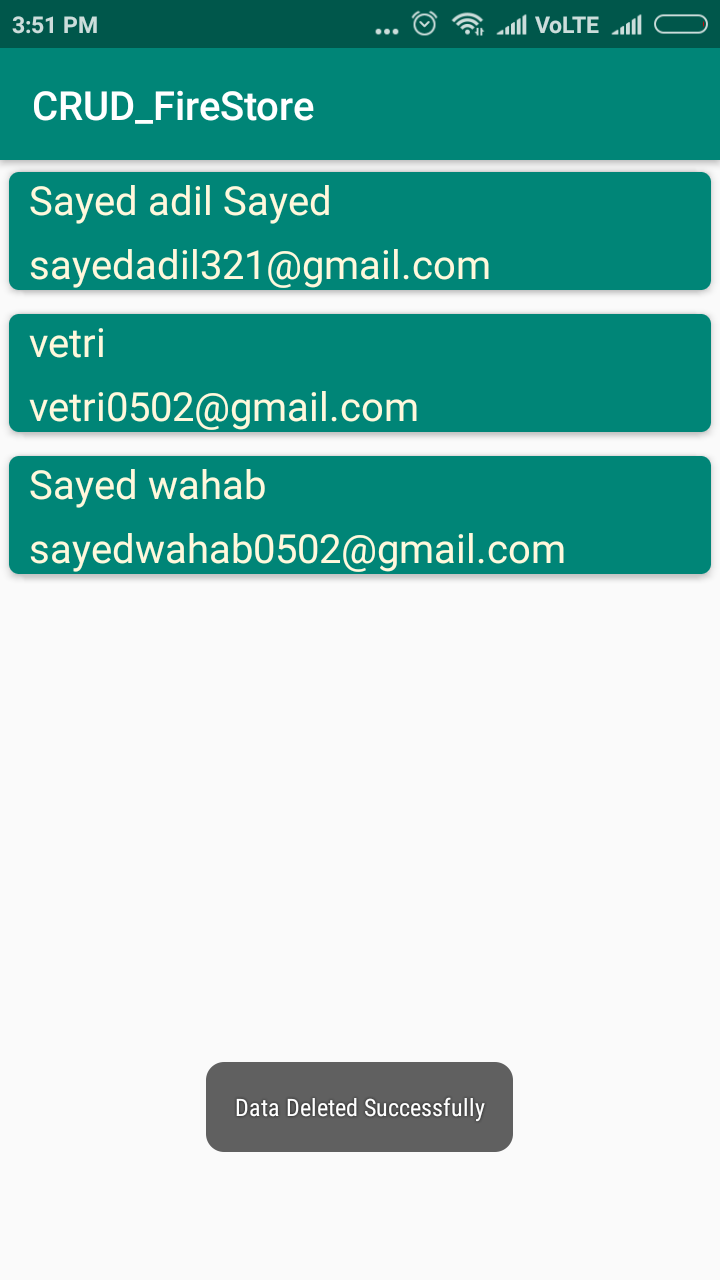 3:51 PM ... VoLTE
CRUD_FireStore
Sayed adil Sayed
sayedadil321@gmail.com
vetri
vetri0502@gmail.com
Sayed wahab
sayedwahab0502@gmail.com
Data Deleted Successfully